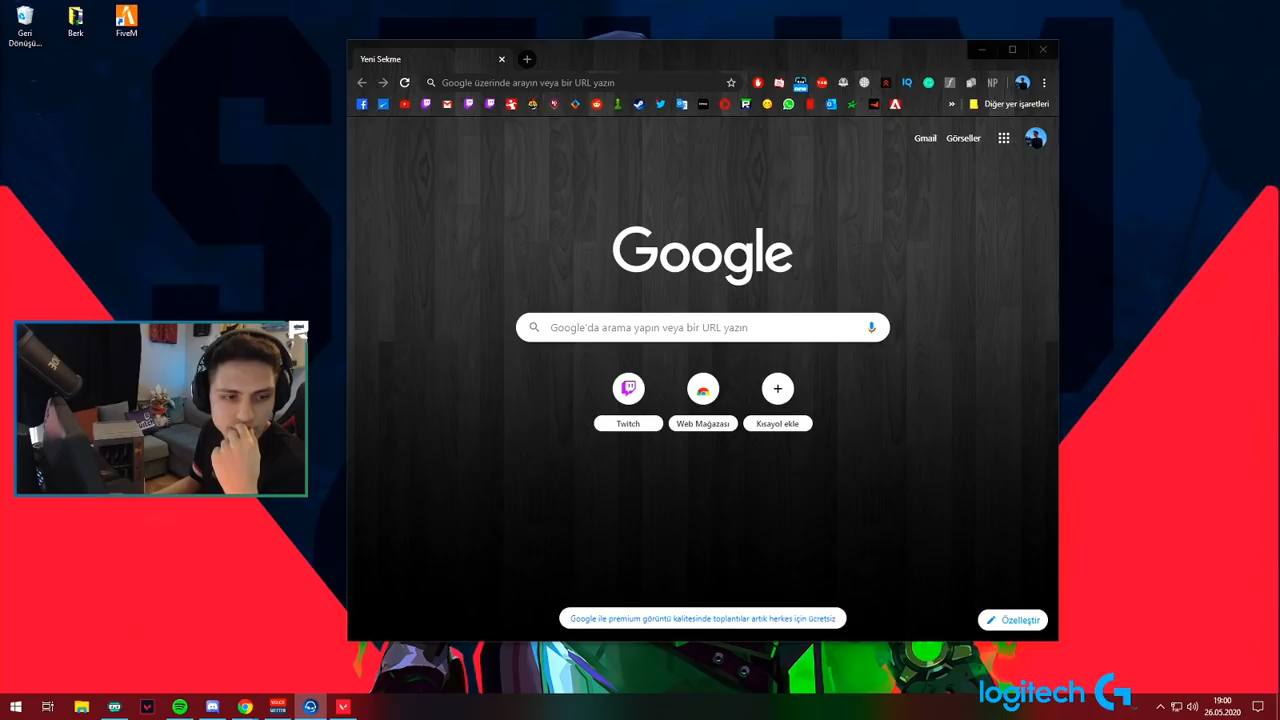 Geri
Dönüşü...
Berk
FiveM
Yeni Sekme
Google üzerinde arayın veya bir URL yazın
IQ
NP
Diğer yer işaretleri
Gmail
Görseller
Google
Google'da arama yapın veya bir URL yazın
Twitch
Web Mağazası
Kısayol ekle
Google ile premium görüntü kalitesinde toplantılar artık herkes için ücretsiz
Özelleştir
logitech G
19:00
26.05.2020